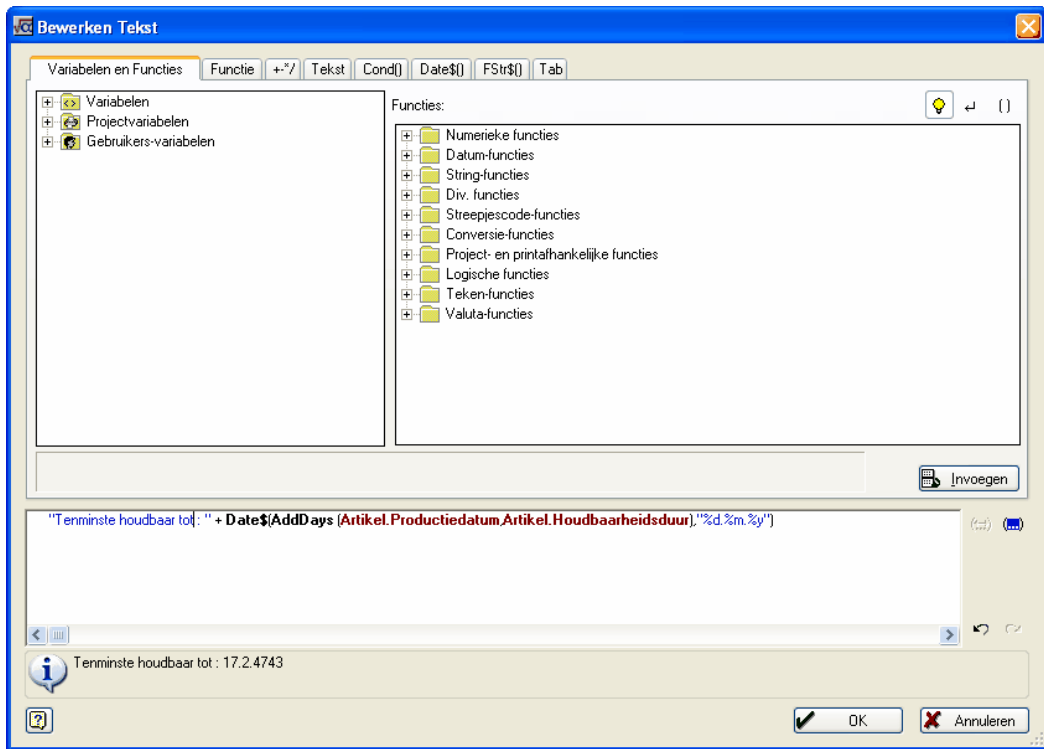 Bewerken Tekst
Variabelen en Functies Functie +-*/ Tekst Cond() Date$() FStr$() Tab
Variabelen
Projectvariabelen
Gebruikers-variabelen
Functies:
Numerieke functies
Datum-functies
String-functies
Div. functies
Streepjescode-functies
Conversie-functies
Project- en printafhankelijke functies
Logische functies
Teken-functies
Valuta-functies
Invoegen
"Tenminste houdbaar tot : " + Date$(AddDays (Artikel.Productiedatum,Artikel.Houdbaarheidsduur),"%d.%m.%y")
Tenminste houdbaar tot : 17.2.4743
OK Annuleren